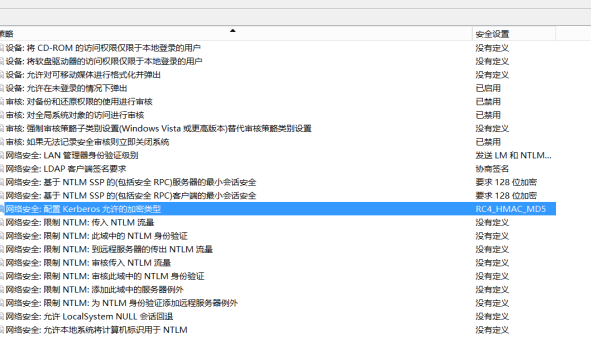 策略 安全设置
设备: 将 CD-ROM 的访问权限仅限于本地登录的用户 没有定义
设备: 将软盘驱动器的访问权限仅限于本地登录的用户 没有定义
设备: 允许对可移动媒体进行格式化并弹出 没有定义
设备: 允许在未登录的情况下弹出 已启用
审核: 对备份和还原权限的使用进行审核 已禁用
审核: 对全局系统对象的访问进行审核 已禁用
审核: 强制审核策略子类别设置(Windows Vista 或更高版本)替代审核策略类别设置 没有定义
审核: 如果无法记录安全审核则立即关闭系统 已禁用
网络安全: LAN 管理器身份验证级别 发送 LM 和 NTLM...
网络安全: LDAP 客户端签名要求 协商签名
网络安全: 基于 NTLM SSP 的(包括安全 RPC)服务器的最小会话安全 要求 128 位加密
网络安全: 基于 NTLM SSP 的(包括安全 RPC)客户端的最小会话安全 要求 128 位加密
网络安全: 配置 Kerberos 允许的加密类型 RC4_HMAC_MD5
网络安全: 限制 NTLM: 传入 NTLM 流量 没有定义
网络安全: 限制 NTLM: 此域中的 NTLM 身份验证 没有定义
网络安全: 限制 NTLM: 到远程服务器的传出 NTLM 流量 没有定义
网络安全: 限制 NTLM: 审核传入 NTLM 流量 没有定义
网络安全: 限制 NTLM: 审核此域中的 NTLM 身份验证 没有定义
网络安全: 限制 NTLM: 添加此域中的服务器例外 没有定义
网络安全: 限制 NTLM: 为 NTLM 身份验证添加远程服务器例外 没有定义
网络安全: 允许 LocalSystem NULL 会话回退 没有定义
网络安全: 允许本地系统将计算机标识用于 NTLM 没有定义